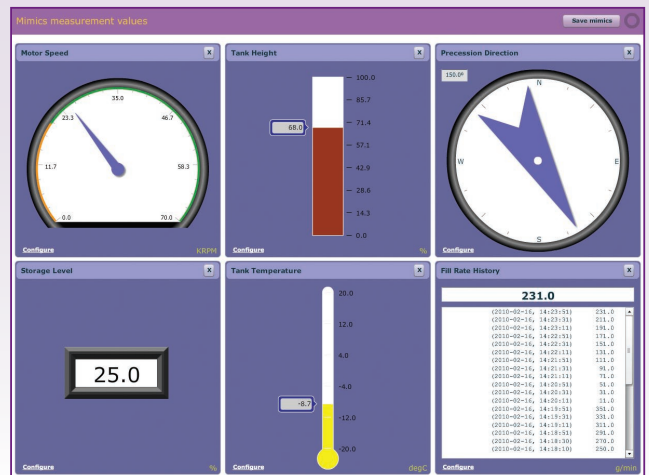 Mimics measurement values
Save mimics
Motor Speed X
35.0
23.3
46.7
11.7
58.3
0.0
70.0
Configure
KRPM
Tank Height X
100.0
85.7
71.4
68.0
57.1
42.9
28.6
14.3
0.0
Configure
%
Precession Direction X
150.0º
N
W
E
S
Configure
Storage Level X
25.0
Configure
%
Tank Temperature X
20.0
12.0
4.0
-4.0
-8.7
-12.0
-20.0
Configure
degC
Fill Rate History X
231.0
(2010-02-16, 14:23:51) 231.0
(2010-02-16, 14:23:31) 211.0
(2010-02-16, 14:23:11) 191.0
(2010-02-16, 14:22:51) 171.0
(2010-02-16, 14:22:31) 151.0
(2010-02-16, 14:22:11) 131.0
(2010-02-16, 14:21:51) 111.0
(2010-02-16, 14:21:31) 91.0
(2010-02-16, 14:21:11) 71.0
(2010-02-16, 14:20:51) 51.0
(2010-02-16, 14:20:31) 31.0
(2010-02-16, 14:20:11) 11.0
(2010-02-16, 14:19:51) 351.0
(2010-02-16, 14:19:31) 331.0
(2010-02-16, 14:19:11) 311.0
(2010-02-16, 14:18:51) 291.0
(2010-02-16, 14:18:30) 270.0
(2010-02-16, 14:18:10) 250.0
Configure
g/min